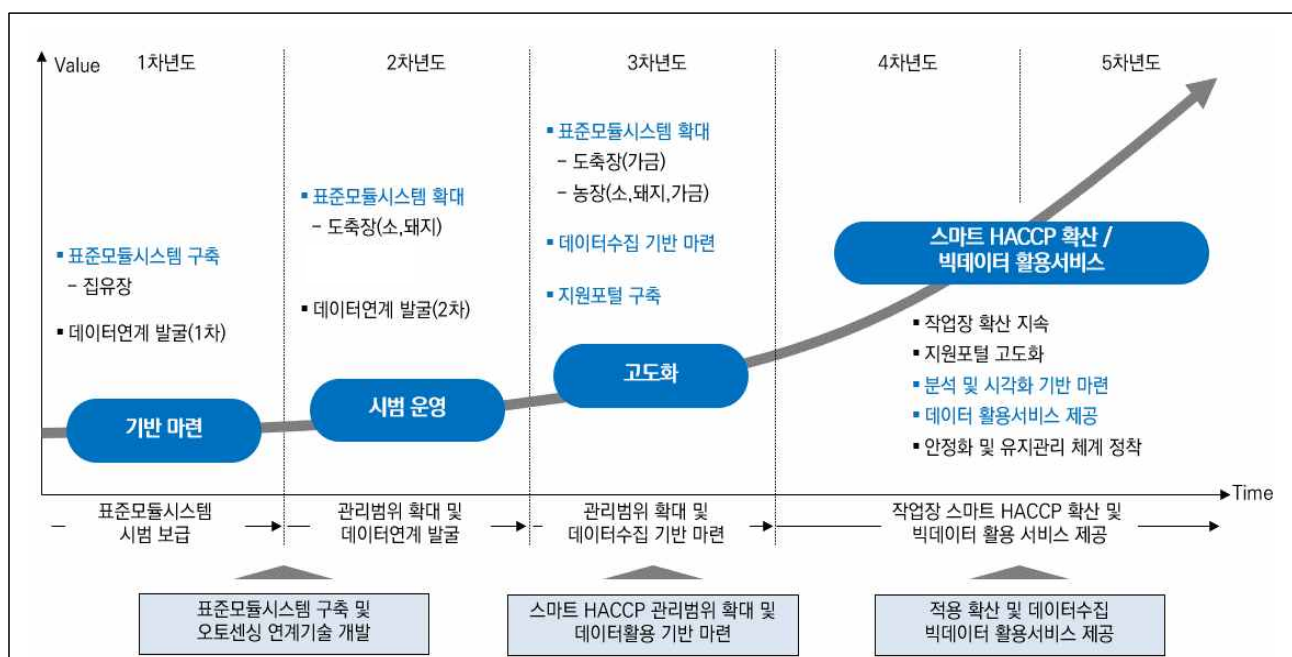 Value
1차년도
2차년도
3차년도
4차년도
5차년도
▪ 표준모듈시스템 구축
- 집유장
▪ 데이터연계 발굴(1차)
기반 마련
▪ 표준모듈시스템 확대
- 도축장(소,돼지)
▪ 데이터연계 발굴(2차)
시범 운영
▪ 표준모듈시스템 확대
- 도축장(가금)
- 농장(소,돼지,가금)
▪ 데이터수집 기반 마련
▪ 지원포털 구축
고도화
스마트 HACCP 확산 /
빅데이터 활용서비스
▪ 작업장 확산 지속
▪ 지원포털 고도화
▪ 분석 및 시각화 기반 마련
▪ 데이터 활용서비스 제공
▪ 안정화 및 유지관리 체계 정착
Time
표준모듈시스템
시범 보급
관리범위 확대 및
데이터연계 발굴
관리범위 확대 및
데이터수집 기반 마련
작업장 스마트 HACCP 확산 및
빅데이터 활용 서비스 제공
표준모듈시스템 구축 및
오토센싱 연계기술 개발
스마트 HACCP 관리범위 확대 및
데이터활용 기반 마련
적용 확산 및 데이터수집
빅데이터 활용서비스 제공